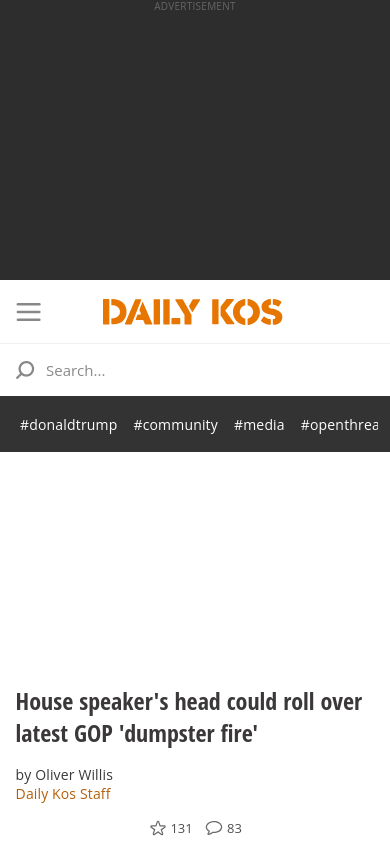 ADVERTISEMENT
DAILY KOS
Search...
#donaldtrump #community #media #openthrea
House speaker's head could roll over
latest GOP 'dumpster fire'
by Oliver Willis
Daily Kos Staff
131 83